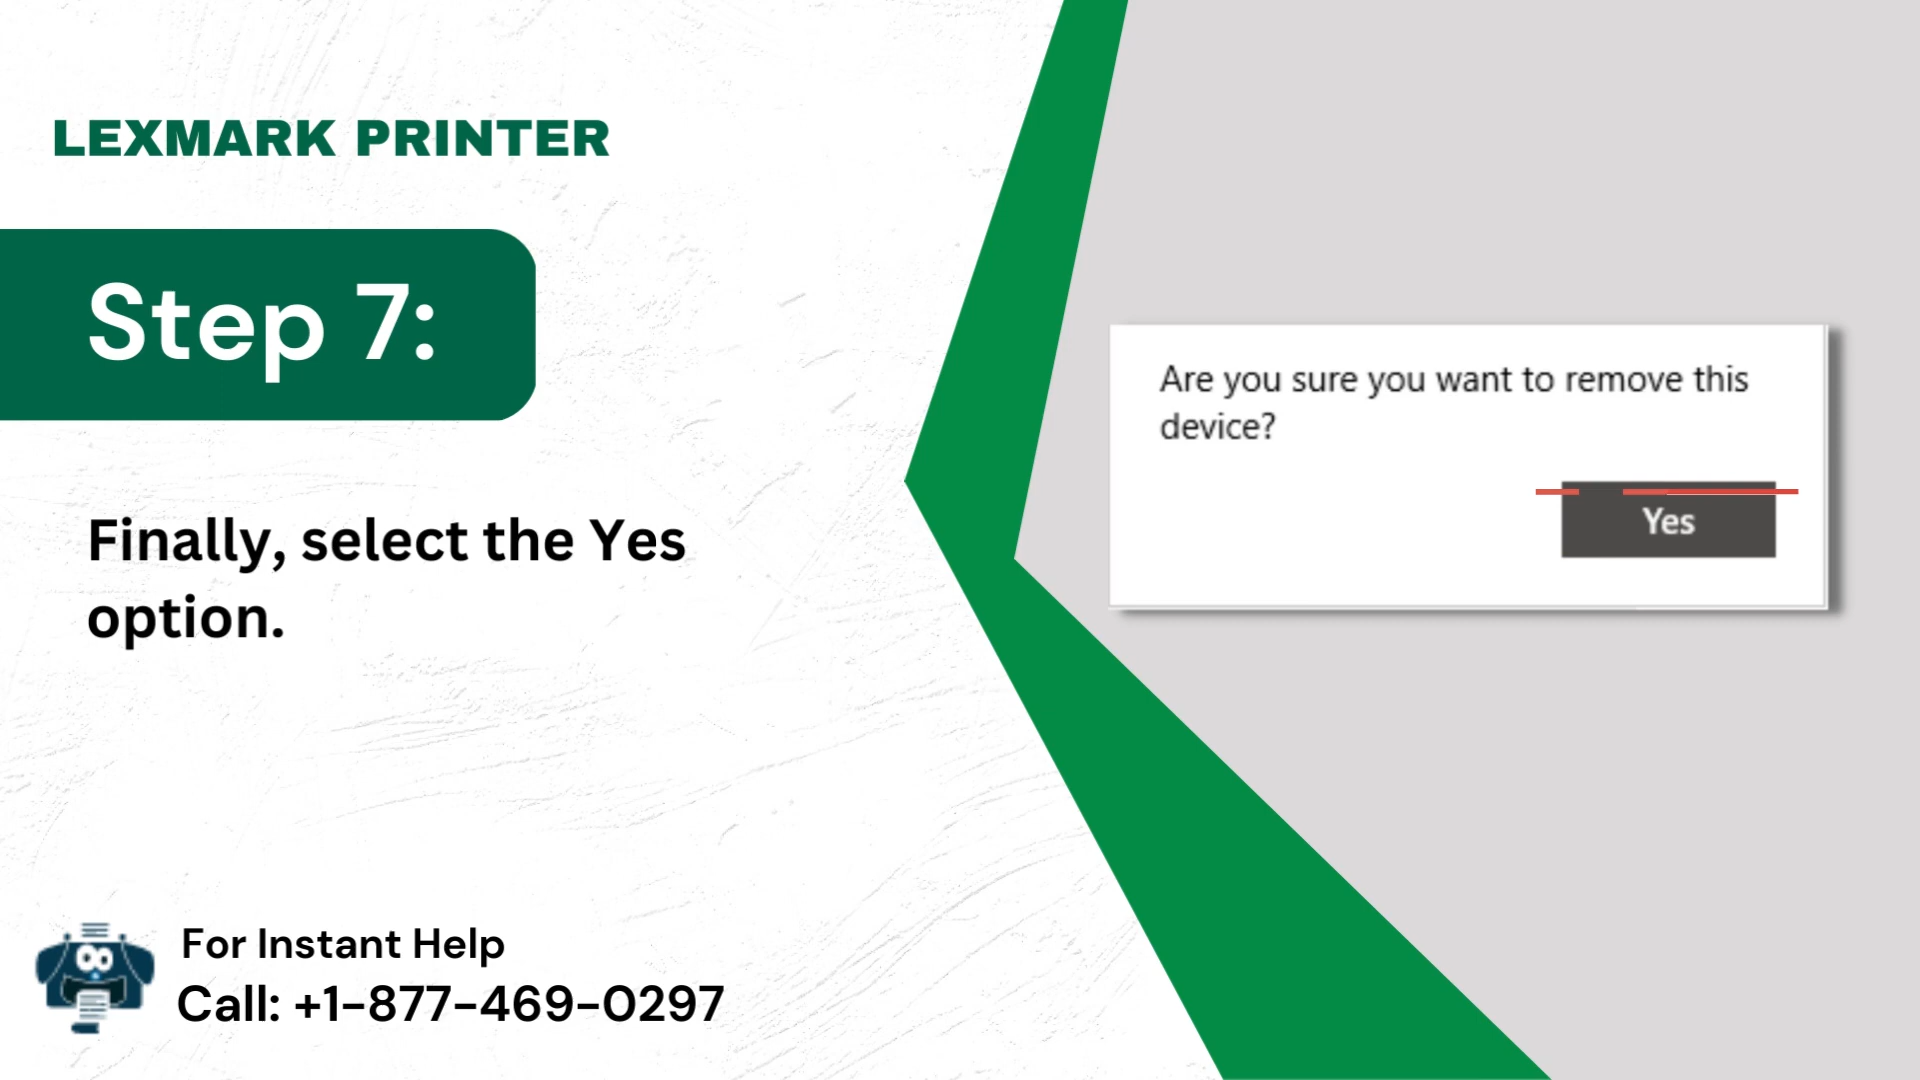 LEXMARK PRINTER
Step 7:
Finally, select the Yes
option.
Are you sure you want to remove this
device?
Yes
For Instant Help
Call: +1-877-469-0297